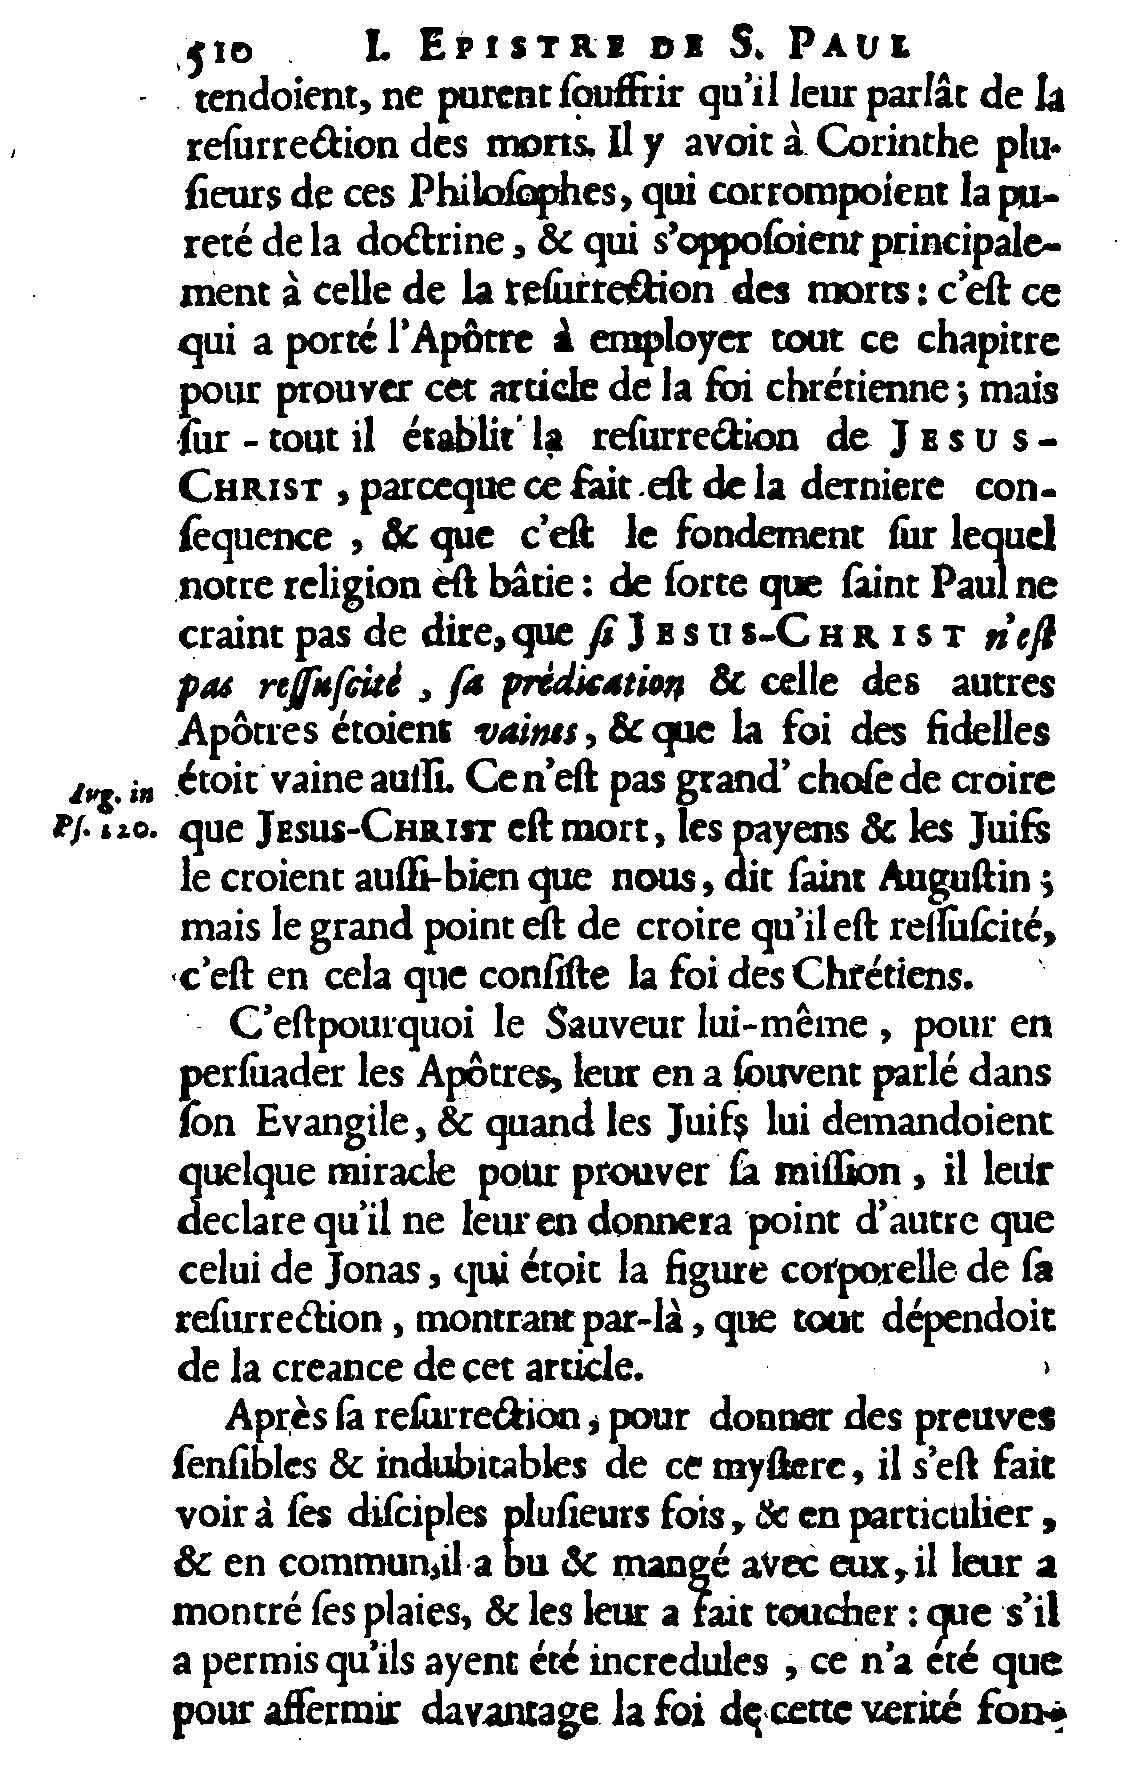 510 I. EPISTRE DE S. PAUL
tendoient, ne purent ſouffrir qu'il leur parlât de la
reſurrection des morts. Il y avoit à Corinthe plu-
ſieurs de ces Philoſophes, qui corrompoient la pu-
reté de la doctrine, & qui s'oppoſoient principale-
ment à celle de la reſurrection des morts : c'eſt ce
qui a porté l'Apôtre à employer tout ce chapitre
pour prouver cet article de la foi chrétienne ; mais
ſur-tout il établit la reſurrection de JESUS-
CHRIST, parceque ce fait eſt de la derniere con-
ſequence, & que c'eſt le fondement ſur lequel
notre religion eſt bâtie : de ſorte que ſaint Paul ne
craint pas de dire, que ſi JESUS-CHRIST n'eſt
pas reſſuſcité, ſa prédication & celle des autres
Apôtres étoient vaines, & que la foi des fidelles
étoit vaine auſſi. Ce n'eſt pas grand' choſe de croire
Aug. in
Pſ. 120.
que JESUS-CHRIST eſt mort, les payens & les Juifs
le croient auſſi-bien que nous, dit ſaint Auguſtin ;
mais le grand point eſt de croire qu'il eſt reſſuſcité,
c'eſt en cela que conſiſte la foi des Chrétiens.
C'eſtpourquoi le Sauveur lui-même, pour en
perſuader les Apôtres, leur en a ſouvent parlé dans
ſon Evangile, & quand les Juifs lui demandoient
quelque miracle pour prouver ſa miſſion, il leur
declare qu'il ne leur en donnera point d'autre que
celui de Jonas, qui étoit la figure corporelle de ſa
reſurrection, montrant par-là, que tout dépendoit
de la creance de cet article.
Après ſa reſurrection, pour donner des preuves
ſenſibles & indubitables de ce myſtere, il s'eſt fait
voir à ſes diſciples pluſieurs fois, & en particulier,
& en commun, il a bu & mangé avec eux, il leur a
montré ſes plaies, & les leur a fait toucher : que s'il
a permis qu'ils ayent été incredules, ce n'a été que
pour affermir davantage la foi de cette verité fon-